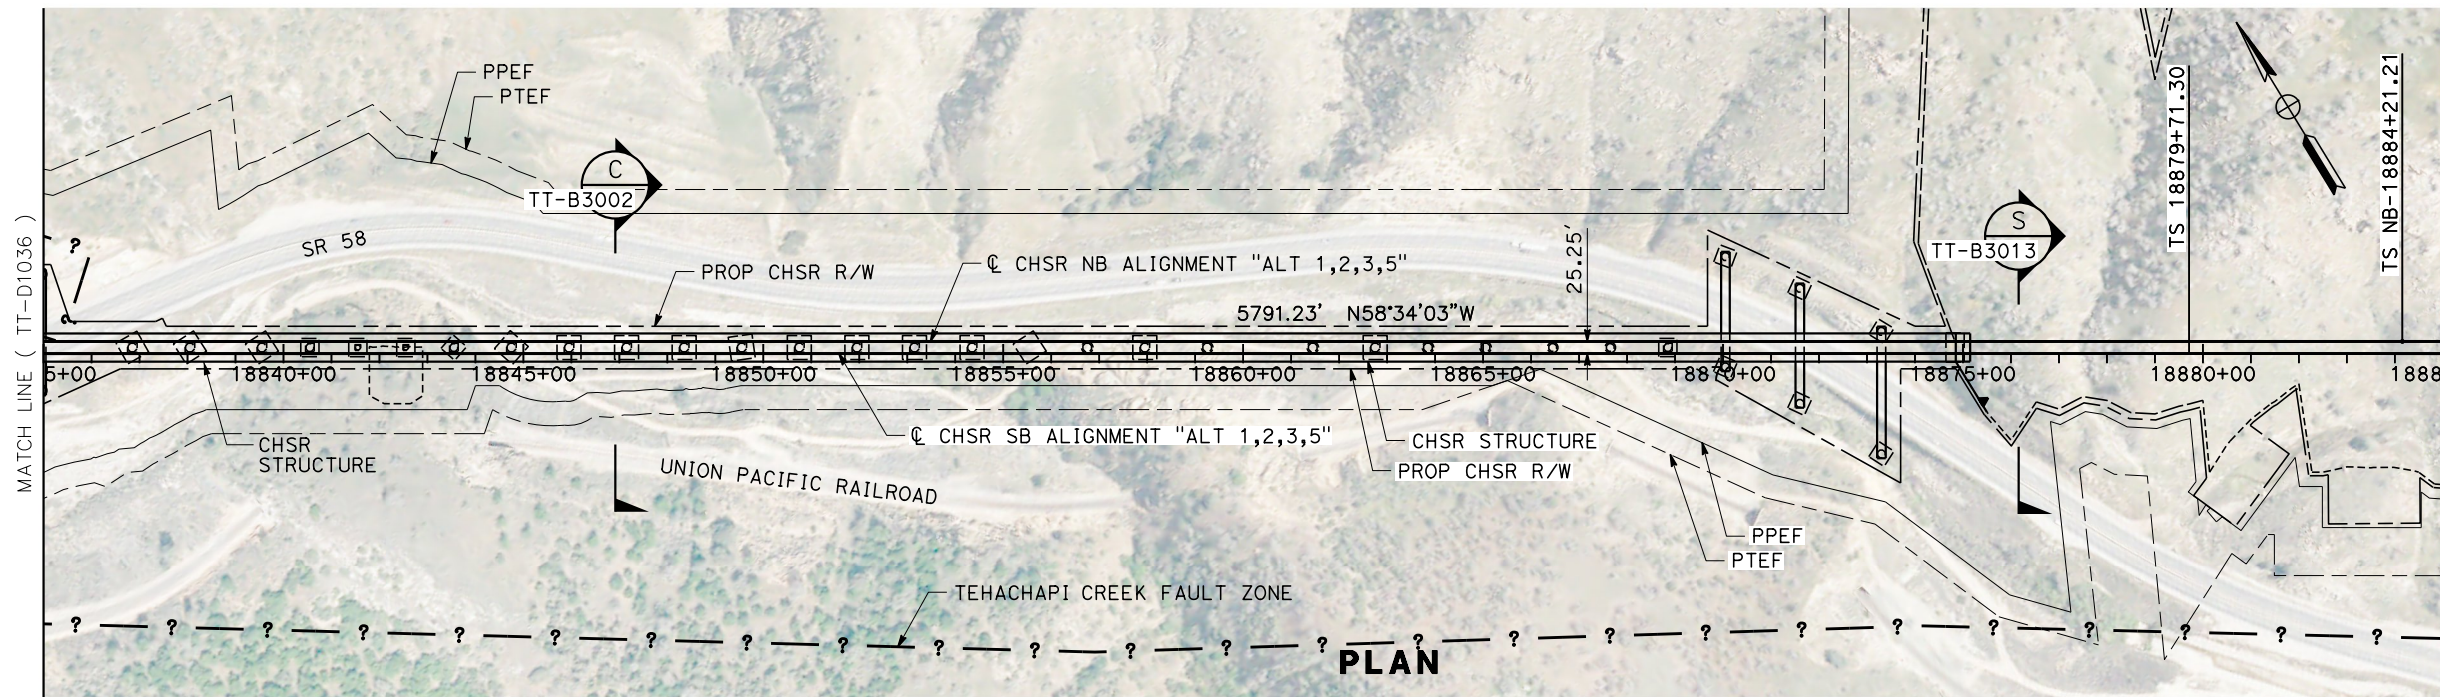 PPEF
PTEF
C
TT-B3002
SR 58
?
?
MATCH LINE ( TT-D1036 )
PROP CHSR R/W
℄ CHSR NB ALIGNMENT "ALT 1,2,3,5"
5791.23' N58°34'03"W
25.25'
S
TT-B3013
TS 18879+71.30
TS NB-18884+21.21
5+00
18840+00
18845+00
18850+00
18855+00
18860+00
18865+00
18870+00
18875+00
18880+00
1888
CHSR
STRUCTURE
℄ CHSR SB ALIGNMENT "ALT 1,2,3,5"
CHSR STRUCTURE
PROP CHSR R/W
UNION PACIFIC RAILROAD
PPEF
PTEF
TEHACHAPI CREEK FAULT ZONE
? ? ? ? ? ? ? ? ? ? ? ? ? ? ? ? ? ? ? ? ? ? ? ? ?
PLAN